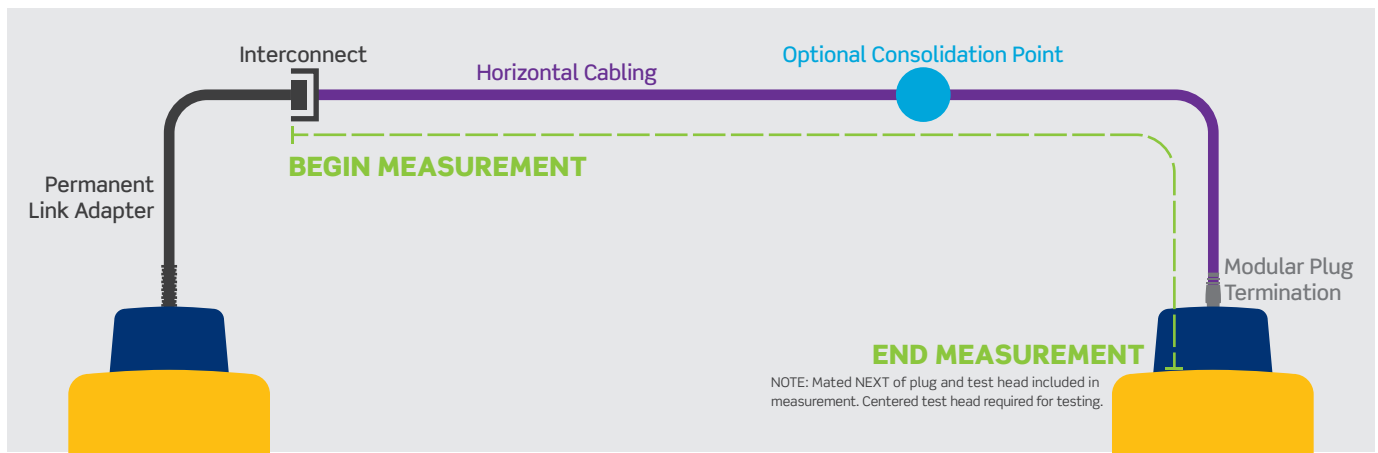 Interconnect
Horizontal Cabling
Optional Consolidation Point
BEGIN MEASUREMENT
Permanent
Link Adapter
Modular Plug
Termination
END MEASUREMENT
NOTE: Mated NEXT of plug and test head included in
measurement. Centered test head required for testing.